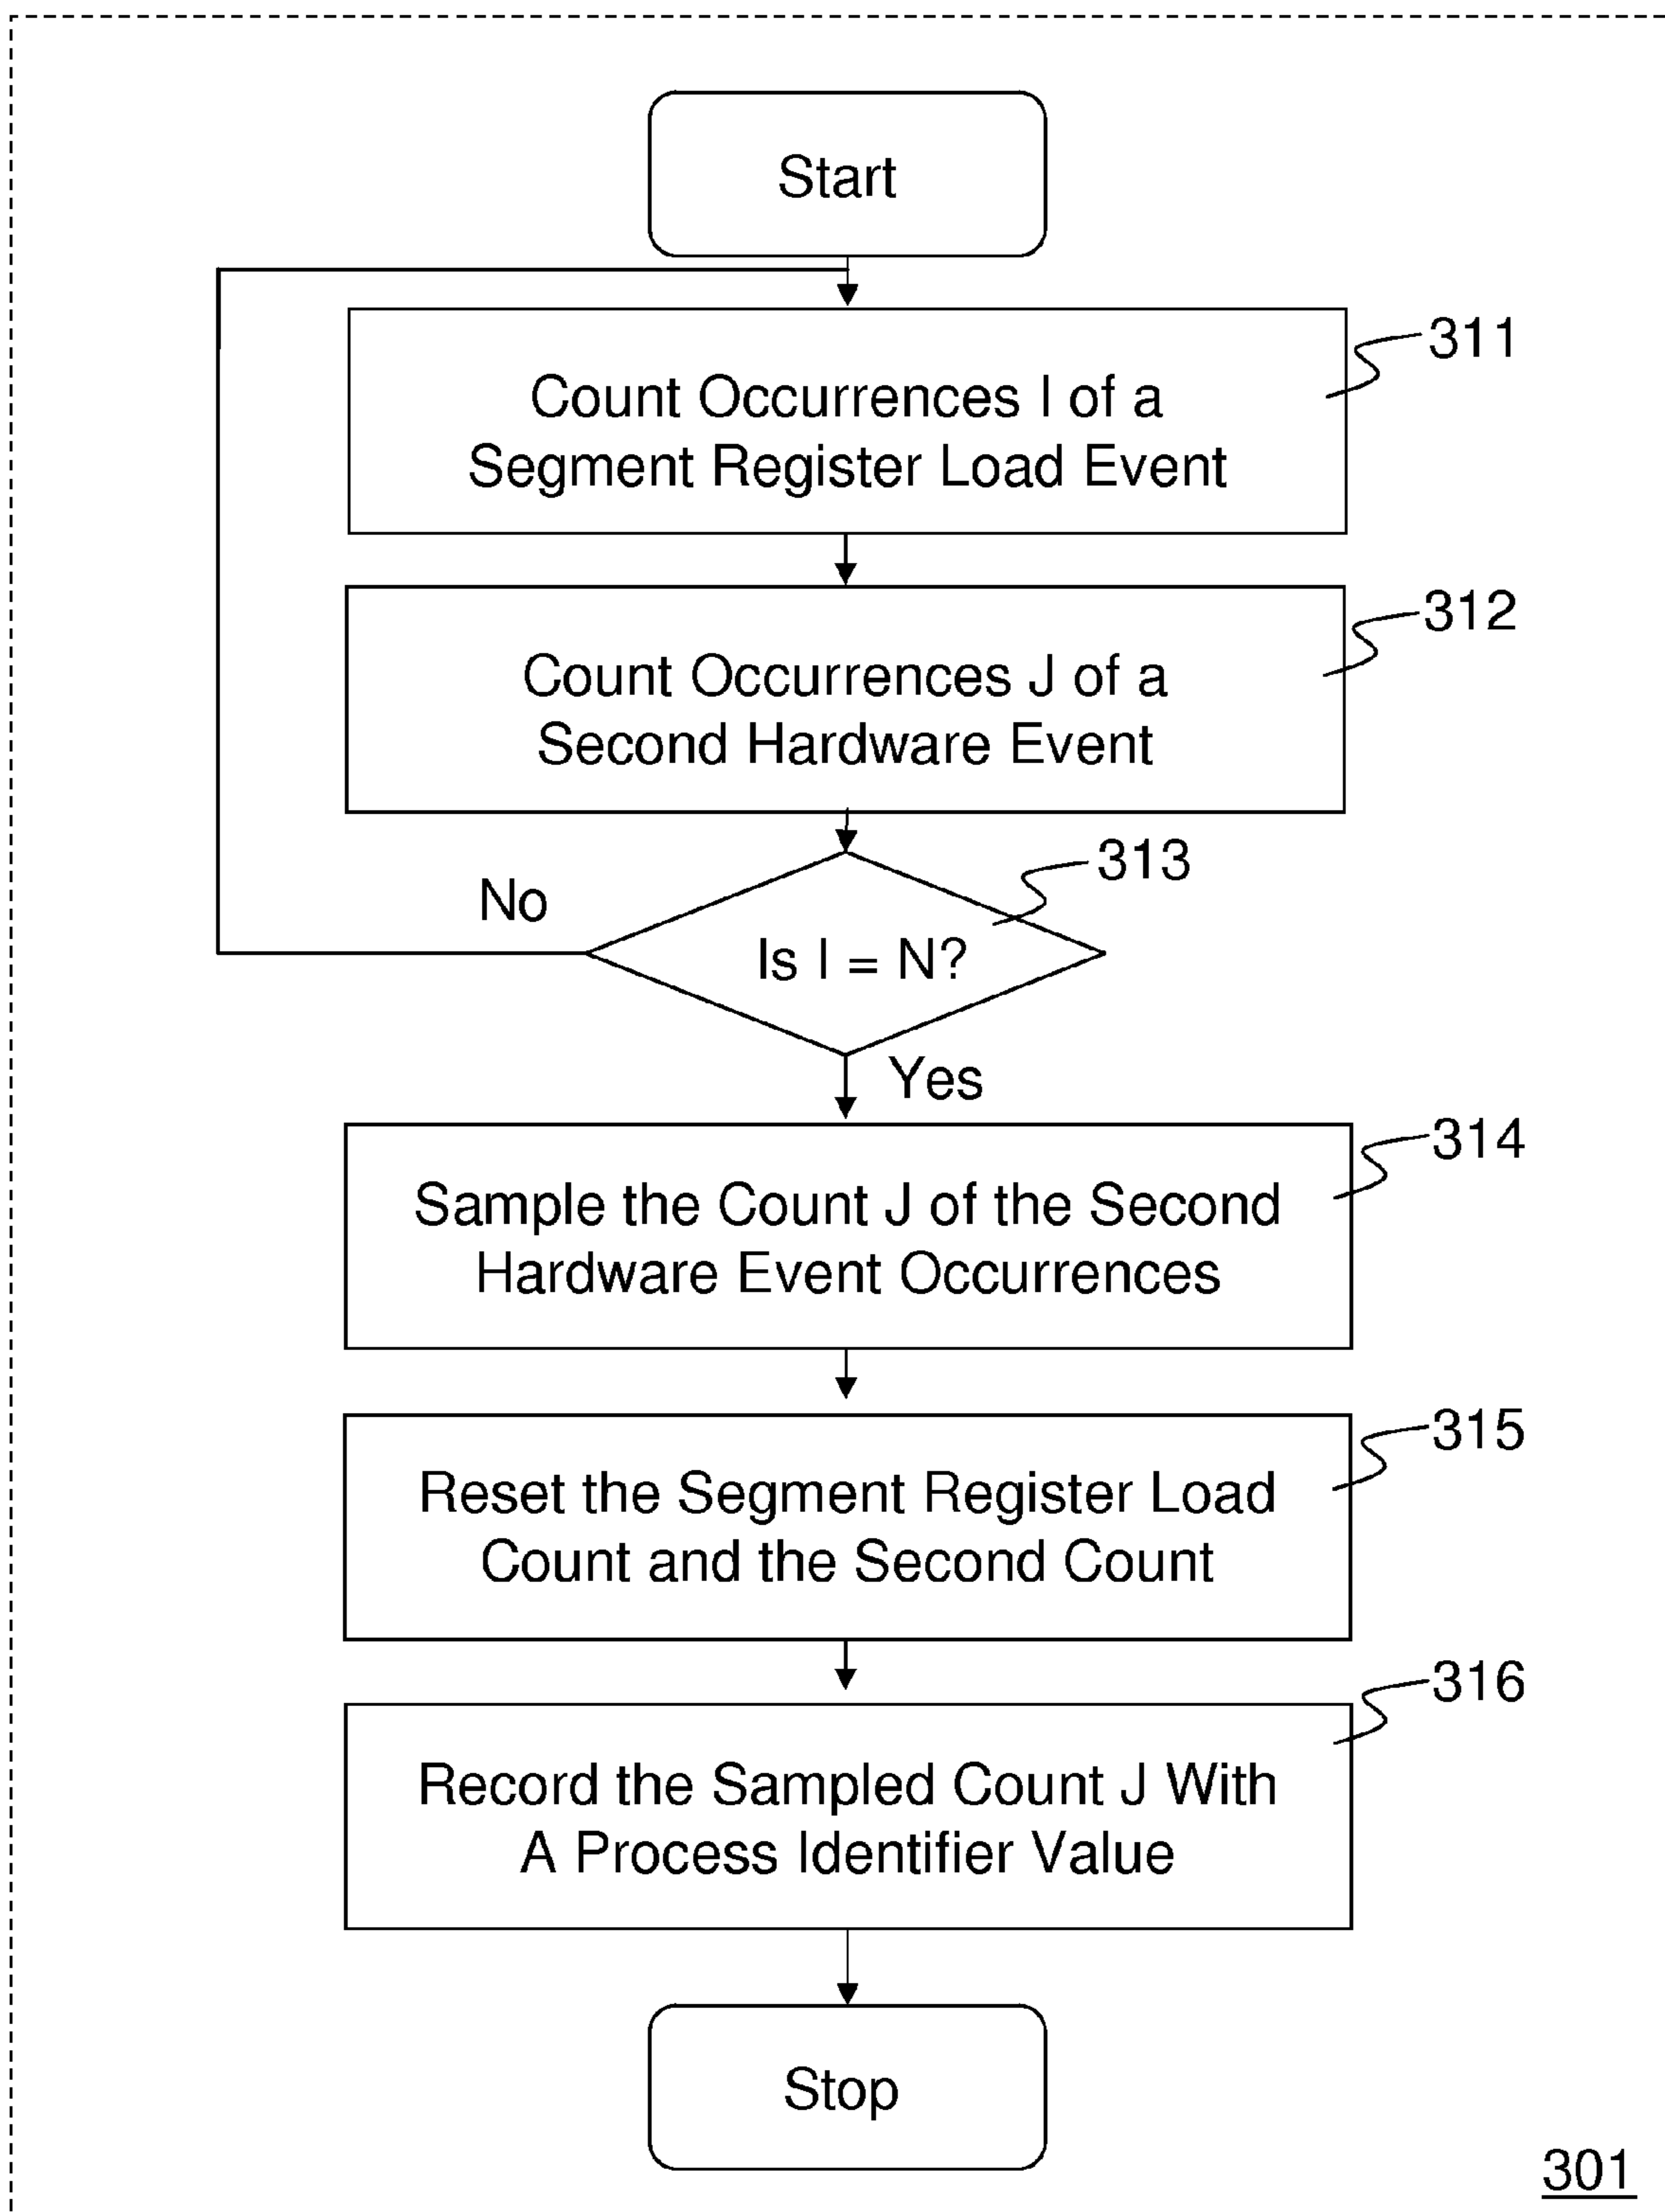 Start
311
Count Occurrences I of a
Segment Register Load Event
312
Count Occurrences J of a
Second Hardware Event
313
No
Is I = N?
Yes
314
Sample the Count J of the Second
Hardware Event Occurrences
315
Reset the Segment Register Load
Count and the Second Count
316
Record the Sampled Count J With
A Process Identifier Value
Stop
301